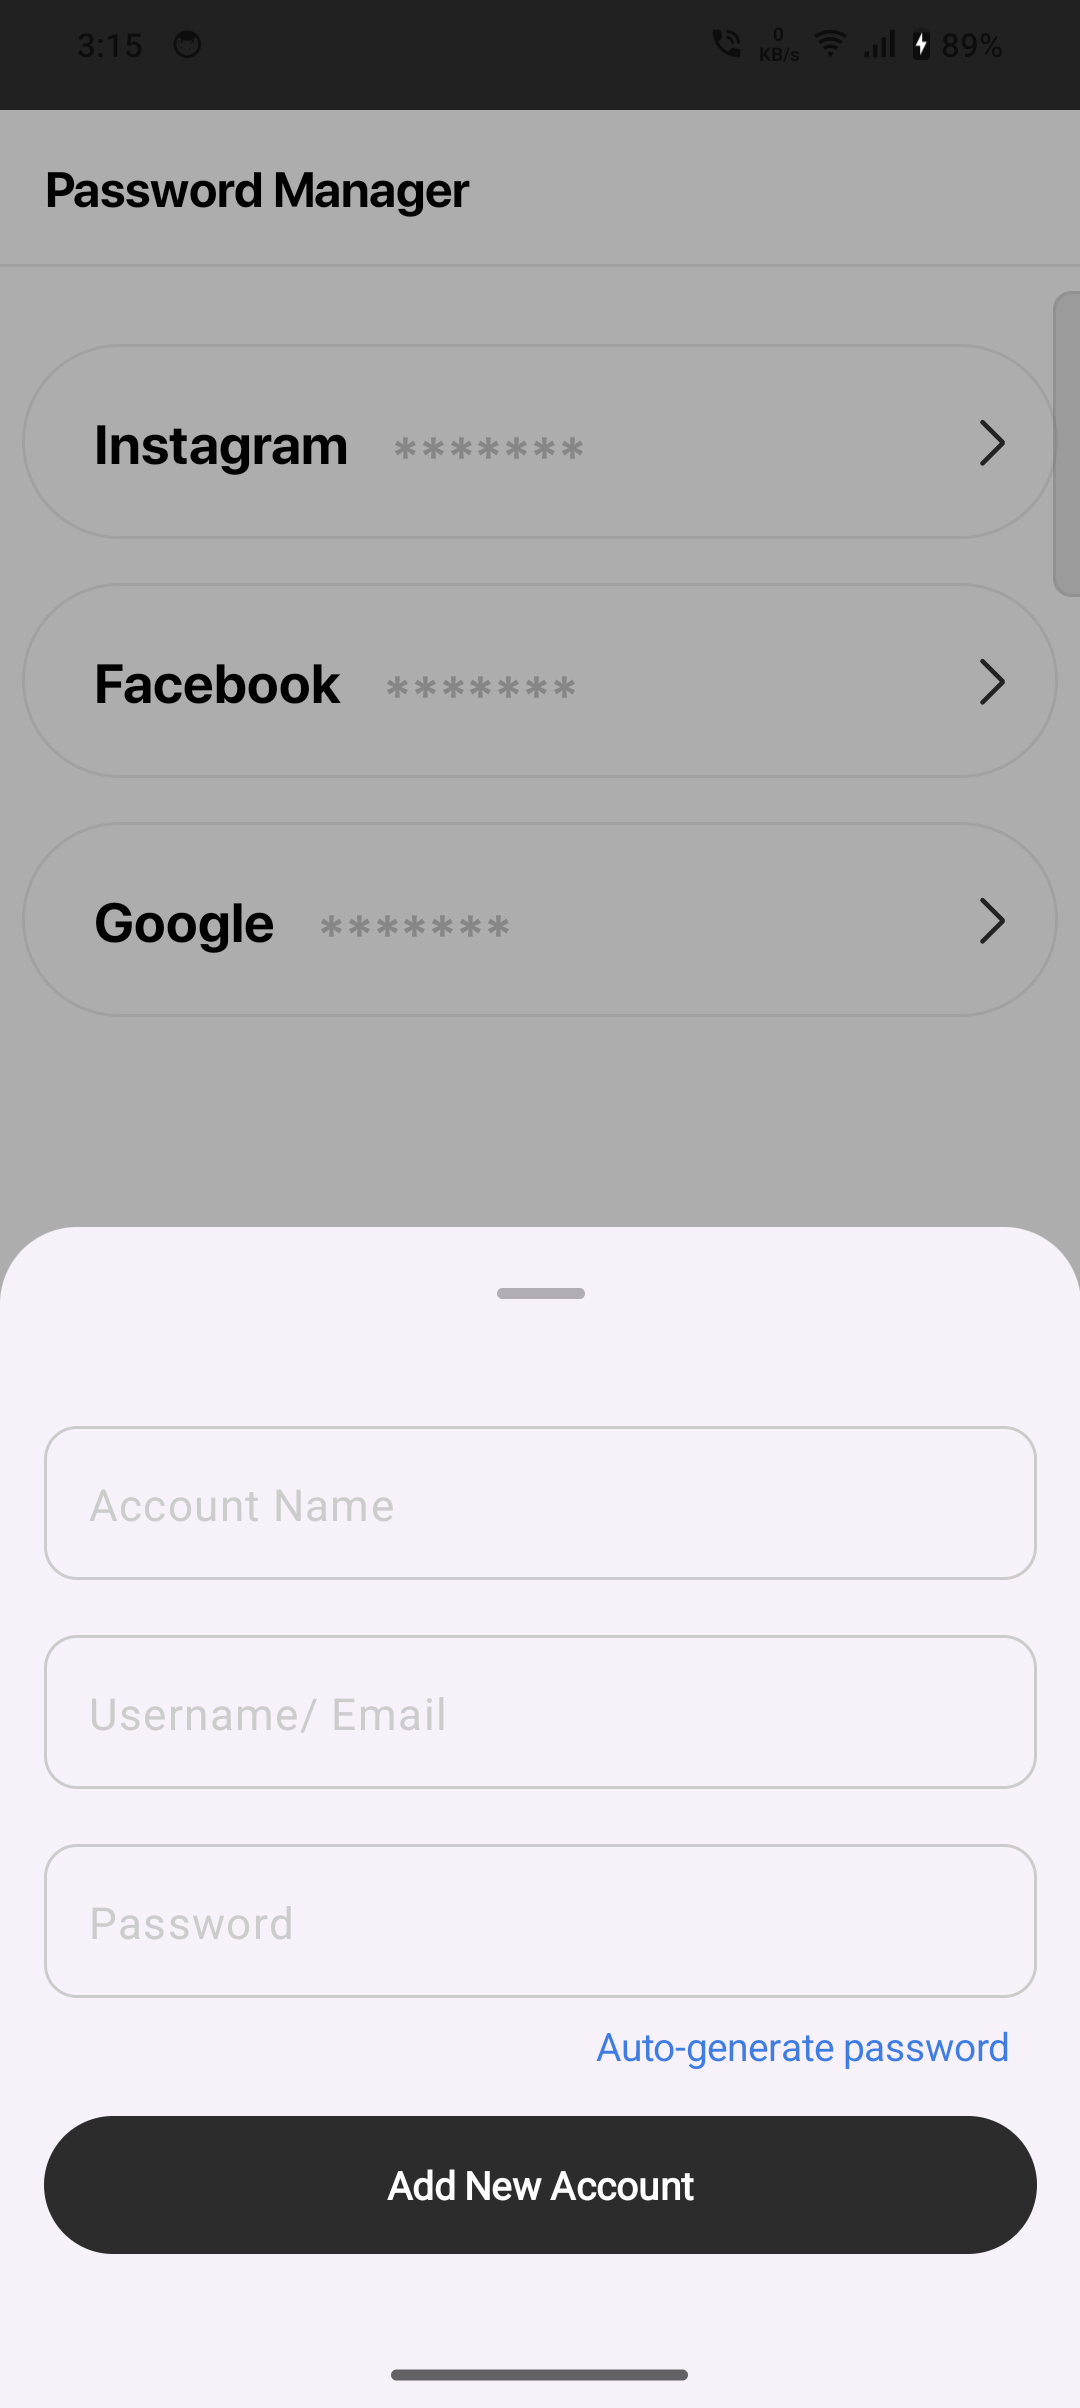 3:15 0 KB/s 89%
Password Manager
Instagram *******
Facebook *******
Google *******
Account Name
Username/ Email
Password
Auto-generate password
Add New Account